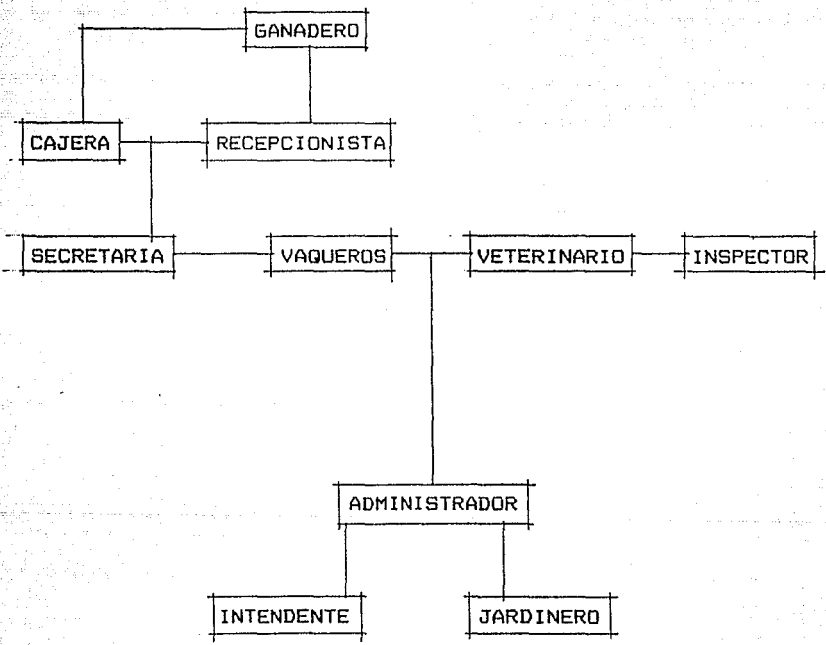 GANADERO
CAJERA RECEPCIONISTA
SECRETARIA VAQUEROS VETERINARIO INSPECTOR
ADMINISTRADOR
INTENDENTE JARDINERO